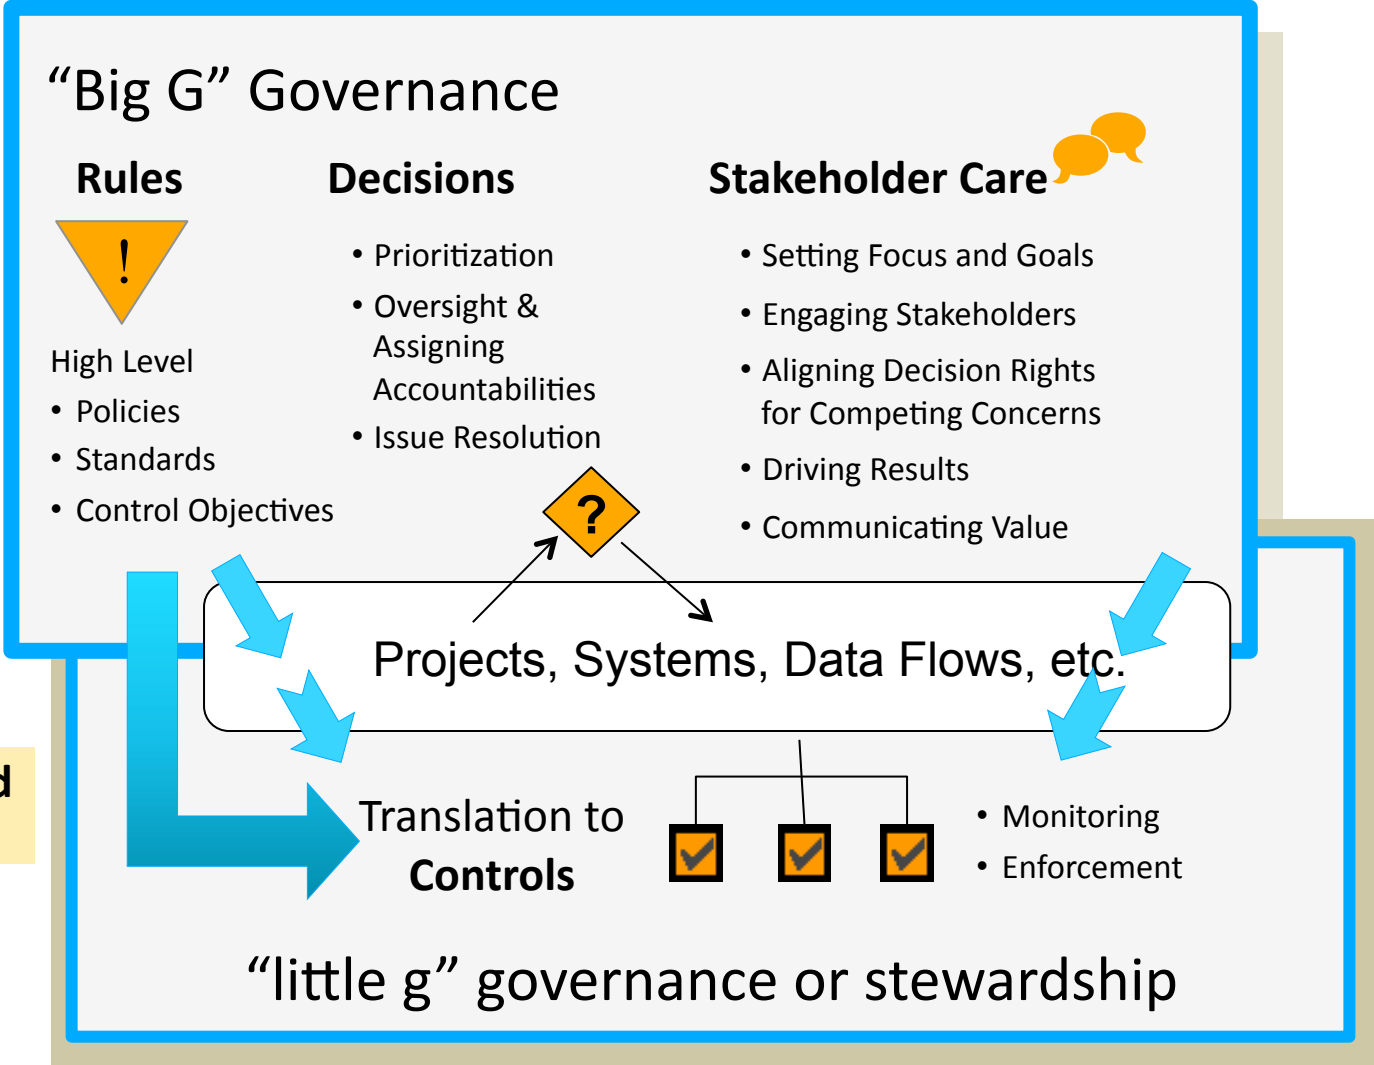 “Big G” Governance
Rules
!
High Level
• Policies
• Standards
• Control Objectives
Decisions
• Prioritization
• Oversight &
Assigning
Accountabilities
• Issue Resolution
?
Stakeholder Care
• Setting Focus and Goals
• Engaging Stakeholders
• Aligning Decision Rights
for Competing Concerns
• Driving Results
• Communicating Value
Projects, Systems, Data Flows, etc.
Translation to
Controls
• Monitoring
• Enforcement
“little g” governance or stewardship